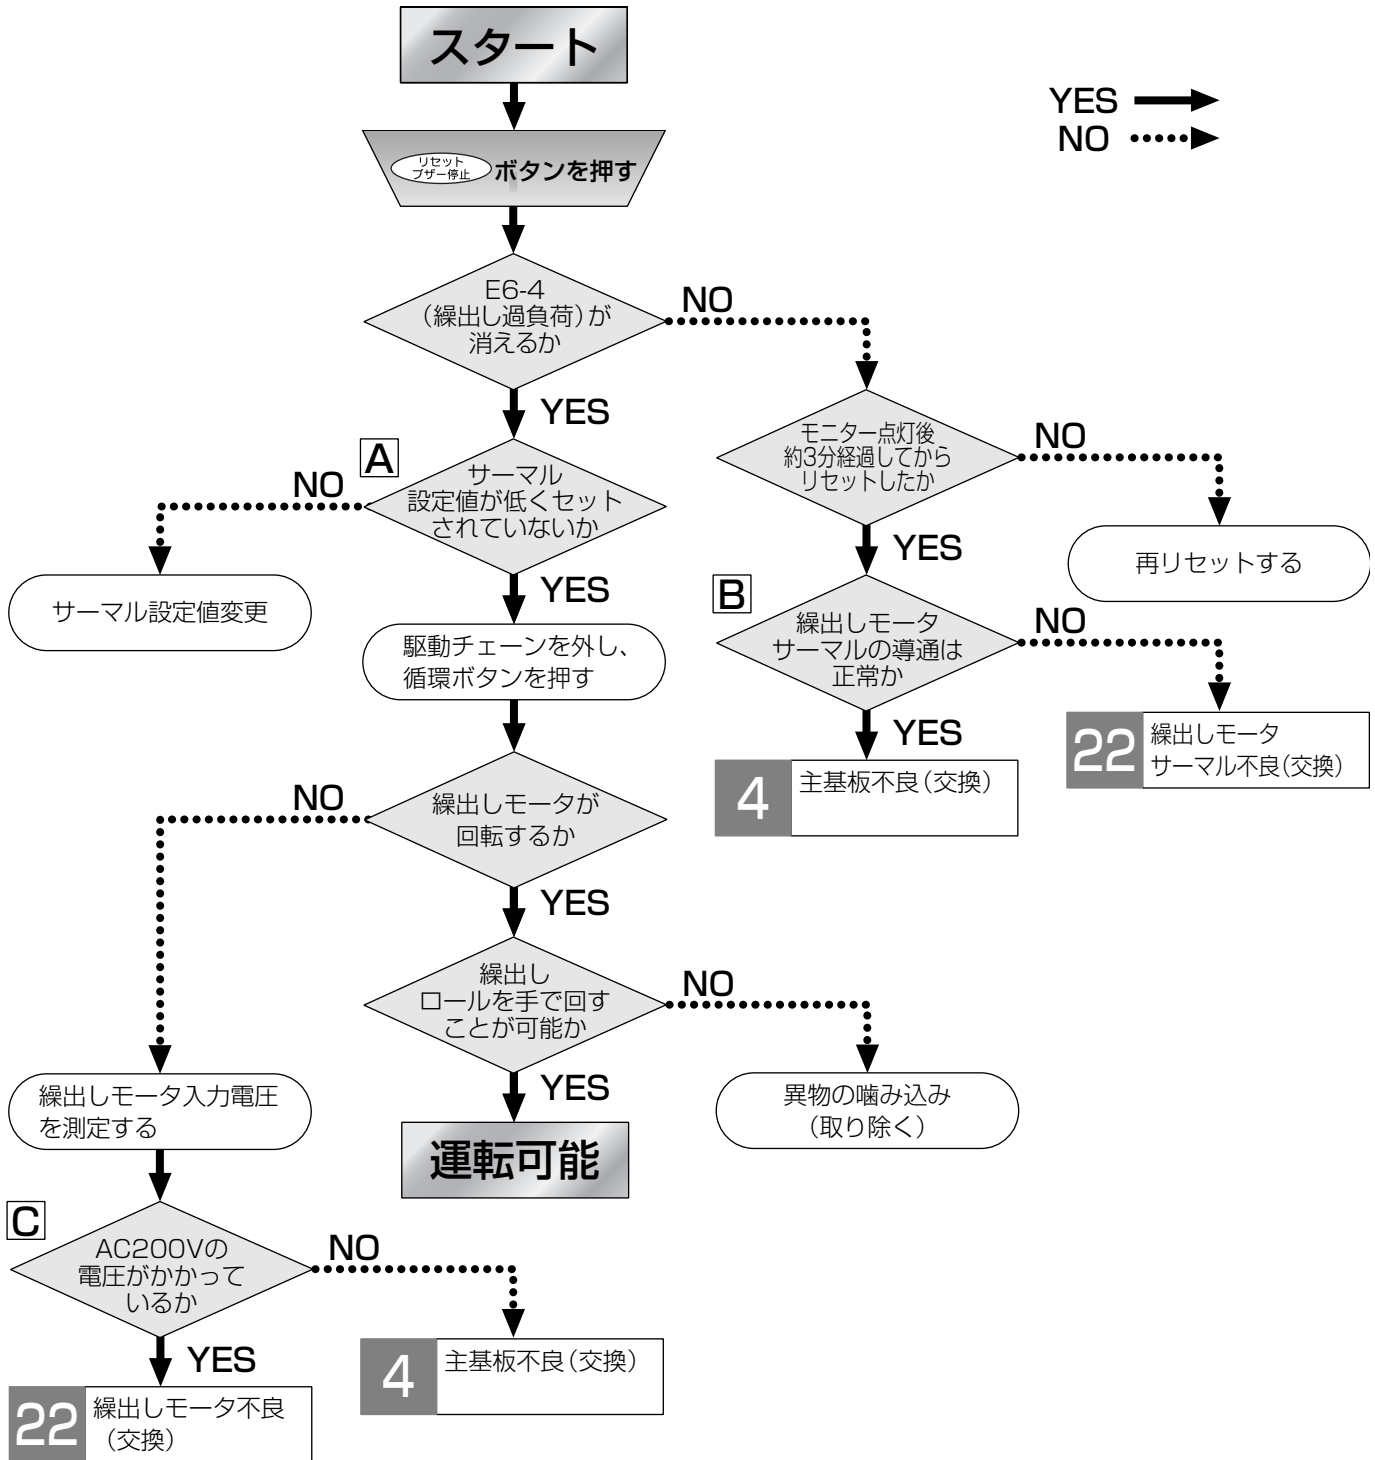 スタート
YES
NO
リセット
ブザー停止
ボタンを押す
E6-4
（繰出し過負荷）が
消えるか
NO
YES
モニター点灯後
約3分経過してから
リセットしたか
NO
YES
再リセットする
A
サーマル
設定値が低くセット
されていないか
NO
YES
サーマル設定値変更
B
繰出しモータ
サーマルの導通は
正常か
NO
YES
22
繰出しモータ
サーマル不良（交換）
4
主基板不良（交換）
駆動チェーンを外し、
循環ボタンを押す
繰出しモータが
回転するか
NO
YES
繰出し
ロールを手で回す
ことが可能か
NO
YES
異物の噛み込み
（取り除く）
運転可能
繰出しモータ入力電圧
を測定する
C
AC200Vの
電圧がかかって
いるか
NO
YES
4
主基板不良（交換）
22
繰出しモータ不良
（交換）